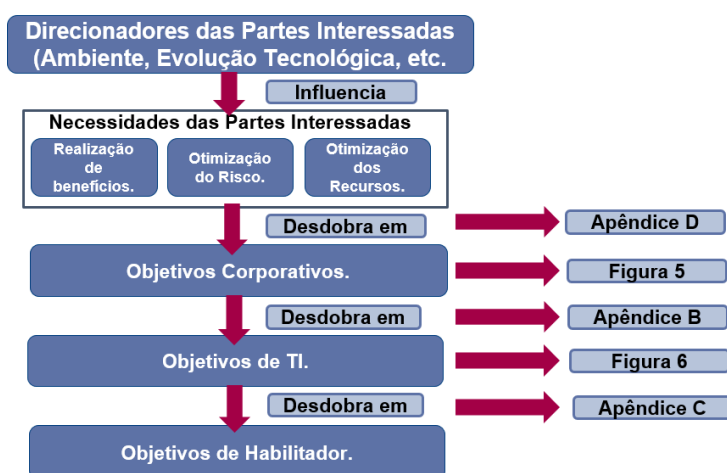 Direcionadores das Partes Interessadas
(Ambiente, Evolução Tecnológica, etc.
Influencia
Necessidades das Partes Interessadas
Realização
de
benefícios.
Otimização
do Risco.
Otimização
dos
Recursos.
Desdobra em
Apêndice D
Objetivos Corporativos.
Figura 5
Desdobra em
Apêndice B
Objetivos de TI.
Figura 6
Desdobra em
Apêndice C
Objetivos de Habilitador.